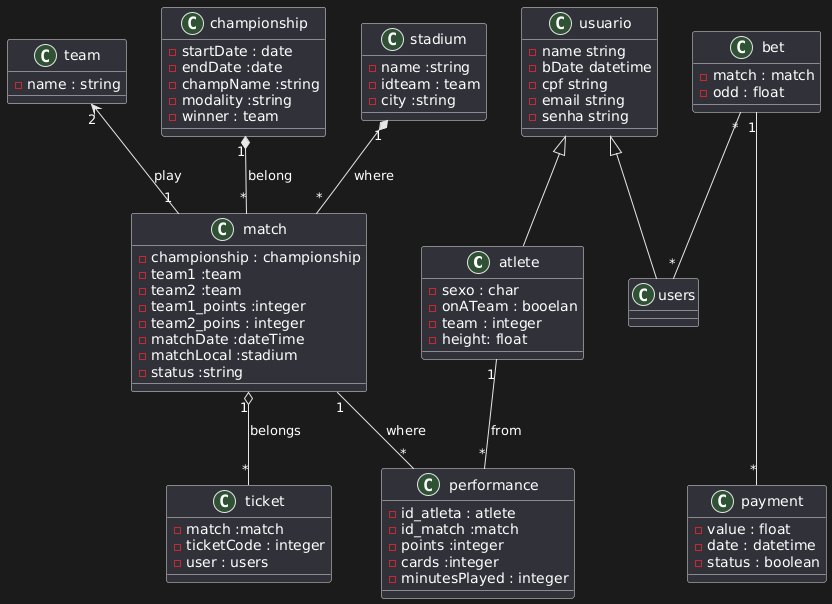 C team
name : string
C championship
startDate : date
endDate :date
champName :string
modality :string
winner : team
C stadium
name :string
idteam : team
city :string
C usuario
name string
bDate datetime
cpf string
email string
senha string
C bet
match : match
odd : float
2
play
1
1
belong
*
1
where
*
*
*
1
*
C match
championship : championship
team1 :team
team2 :team
team1_points :integer
team2_poins : integer
matchDate :dateTime
matchLocal :stadium
status :string
C atlete
sexo : char
onATeam : booelan
team : integer
height: float
C users
1
belongs
*
1
where
*
1
from
*
C ticket
match :match
ticketCode : integer
user : users
C performance
id_atleta : atlete
id_match :match
points :integer
cards :integer
minutesPlayed : integer
C payment
value : float
date : datetime
status : boolean